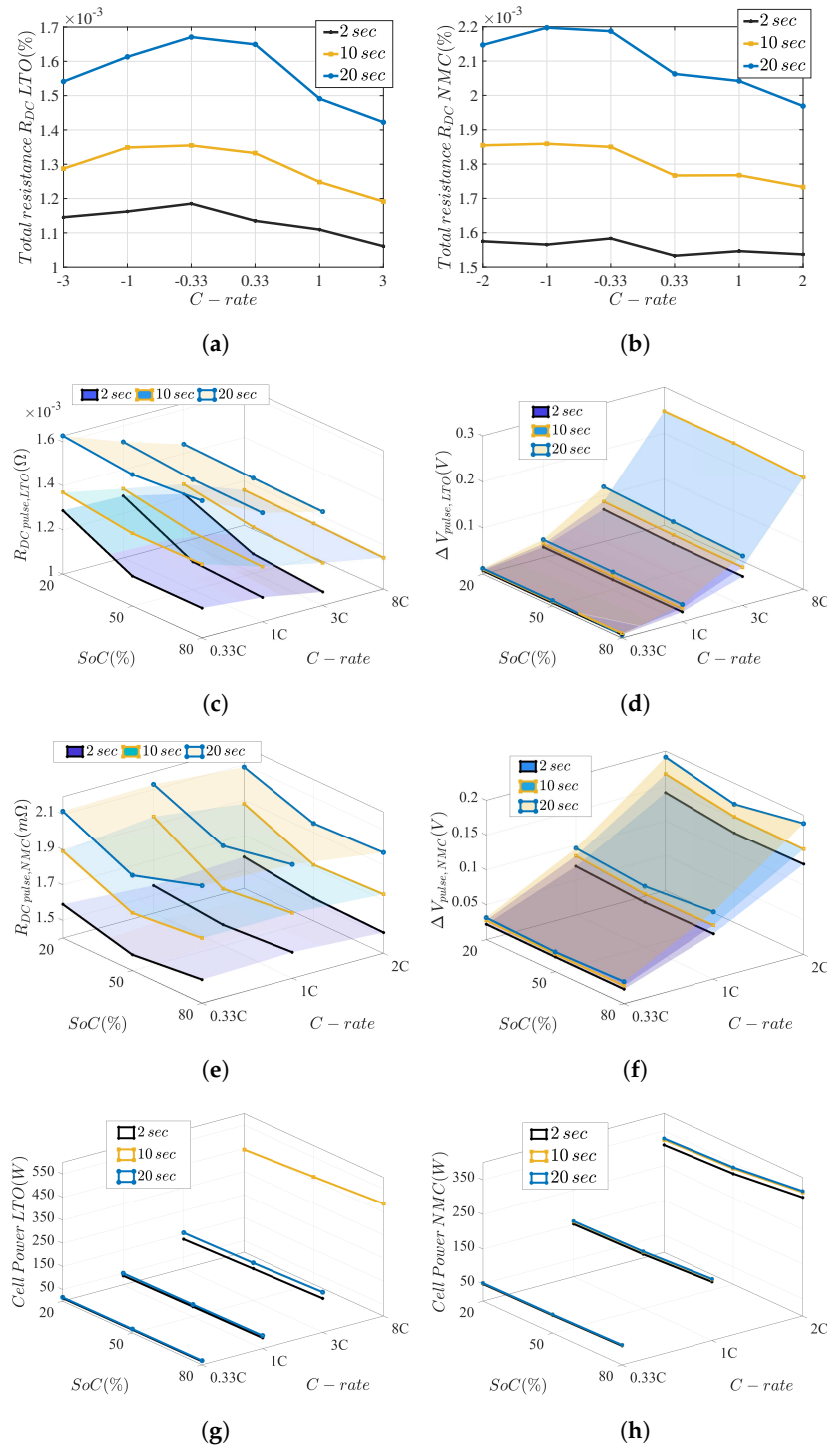 ×10⁻³
2 sec
10 sec
20 sec
Total resistance R_DC LTO(%)
1.7
1.6
1.5
1.4
1.3
1.2
1.1
1
-3 -1 -0.33 0.33 1 3
C − rate
(a)
×10⁻³
2 sec
10 sec
20 sec
Total resistance R_DC NMC(%)
2.2
2.1
2
1.9
1.8
1.7
1.6
1.5
-2 -1 -0.33 0.33 1 2
C − rate
(b)
2 sec 10 sec 20 sec
×10⁻³
R_DC pulse,LTO(Ω)
1.6
1.4
1.2
1
20
50
80
0.33C
1C
3C
8C
SoC(%)
C − rate
(c)
2 sec
10 sec
20 sec
Δ V_pulse,LTO(V)
0.3
0.2
0.1
20
50
80
0.33C
1C
3C
8C
SoC(%)
C − rate
(d)
2 sec 10 sec 20 sec
R_DC pulse,NMC(mΩ)
2.1
1.9
1.7
1.5
20
50
80
0.33C
1C
2C
SoC(%)
C − rate
(e)
2 sec
10 sec
20 sec
Δ V_pulse,NMC(V)
0.2
0.15
0.1
0.05
20
50
80
0.33C
1C
2C
SoC(%)
C − rate
(f)
2 sec
10 sec
20 sec
Cell Power LTO(W)
550
450
350
250
150
50
20
50
80
0.33C
1C
3C
8C
SoC(%)
C − rate
(g)
2 sec
10 sec
20 sec
Cell Power NMC(W)
350
250
150
50
20
50
80
0.33C
1C
2C
SoC(%)
C − rate
(h)